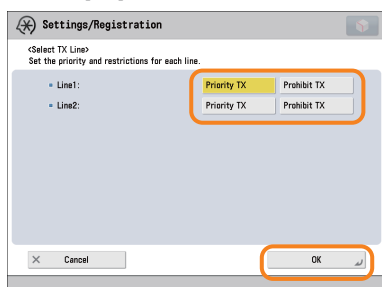 Settings/Registration
<Select TX Line>
Set the priority and restrictions for each line.
Line1: Priority TX Prohibit TX
Line2: Priority TX Prohibit TX
Cancel OK